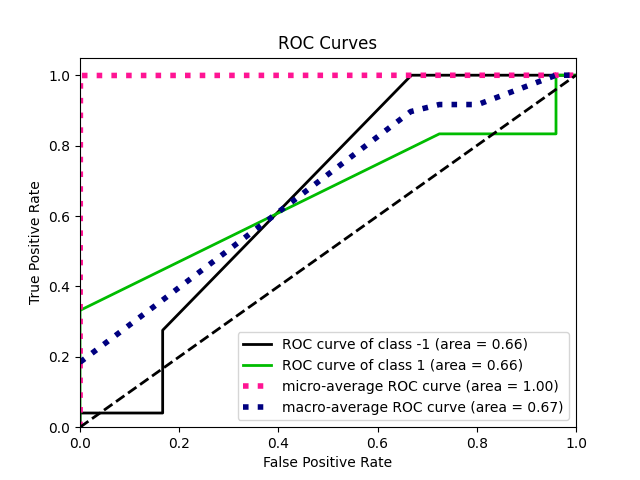 ROC Curves
True Positive Rate
1.0
0.8
0.6
0.4
0.2
0.0
ROC curve of class -1 (area = 0.66)
ROC curve of class 1 (area = 0.66)
micro-average ROC curve (area = 1.00)
macro-average ROC curve (area = 0.67)
0.0 0.2 0.4 0.6 0.8 1.0
False Positive Rate